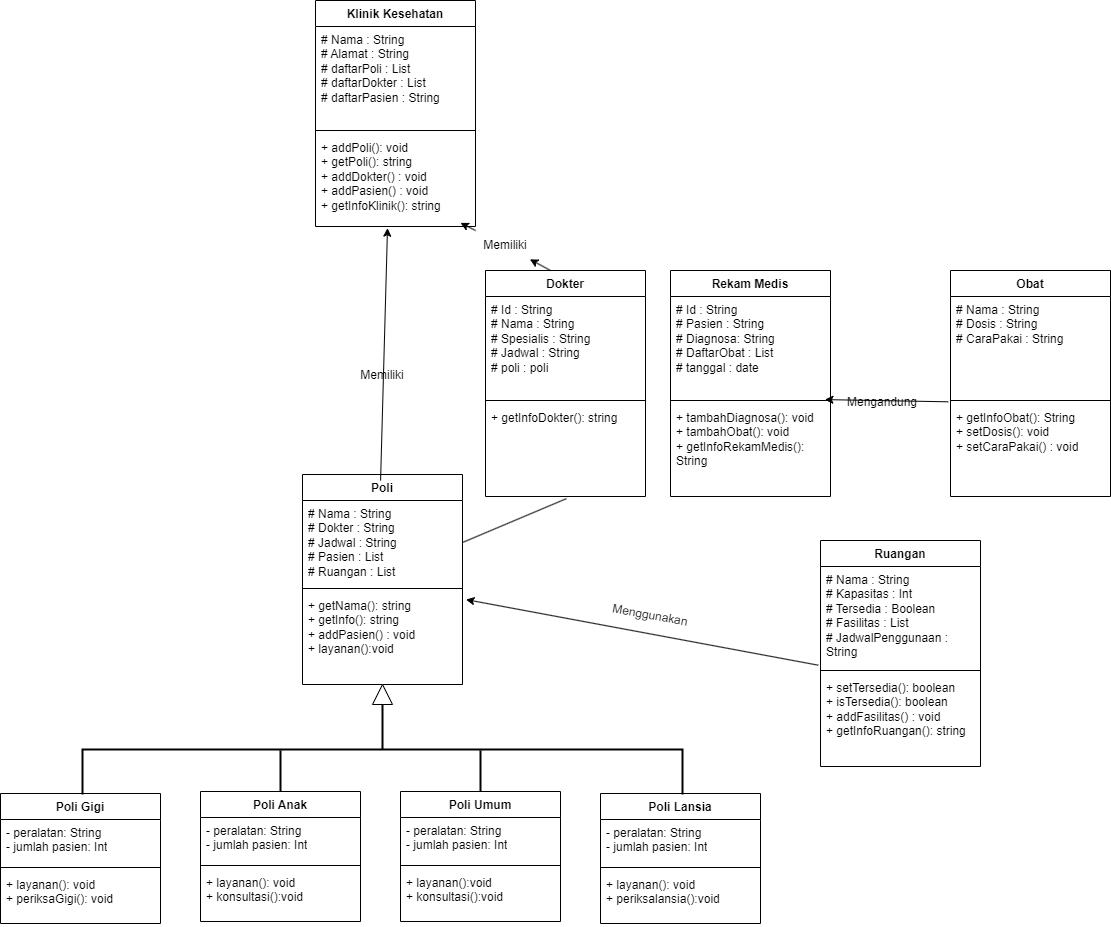 Klinik Kesehatan
# Nama : String
# Alamat : String
# daftarPoli : List
# daftarDokter : List
# daftarPasien : String
+ addPoli(): void
+ getPoli(): string
+ addDokter() : void
+ addPasien() : void
+ getInfoKlinik(): string
Memiliki
Memiliki
Dokter
# Id : String
# Nama : String
# Spesialis : String
# Jadwal : String
# poli : poli
+ getInfoDokter(): string
Rekam Medis
# Id : String
# Pasien : String
# Diagnosa: String
# DaftarObat : List
# tanggal : date
+ tambahDiagnosa(): void
+ tambahObat(): void
+ getInfoRekamMedis():
String
Mengandung
Obat
# Nama : String
# Dosis : String
# CaraPakai : String
+ getInfoObat(): String
+ setDosis(): void
+ setCaraPakai() : void
Poli
# Nama : String
# Dokter : String
# Jadwal : String
# Pasien : List
# Ruangan : List
+ getNama(): string
+ getInfo(): string
+ addPasien() : void
+ layanan():void
Menggunakan
Ruangan
# Nama : String
# Kapasitas : Int
# Tersedia : Boolean
# Fasilitas : List
# JadwalPenggunaan :
String
+ setTersedia(): boolean
+ isTersedia(): boolean
+ addFasilitas() : void
+ getInfoRuangan(): string
Poli Gigi
- peralatan: String
- jumlah pasien: Int
+ layanan(): void
+ periksaGigi(): void
Poli Anak
- peralatan: String
- jumlah pasien: Int
+ layanan(): void
+ konsultasi():void
Poli Umum
- peralatan: String
- jumlah pasien: Int
+ layanan():void
+ konsultasi():void
Poli Lansia
- peralatan: String
- jumlah pasien: Int
+ layanan(): void
+ periksalansia():void